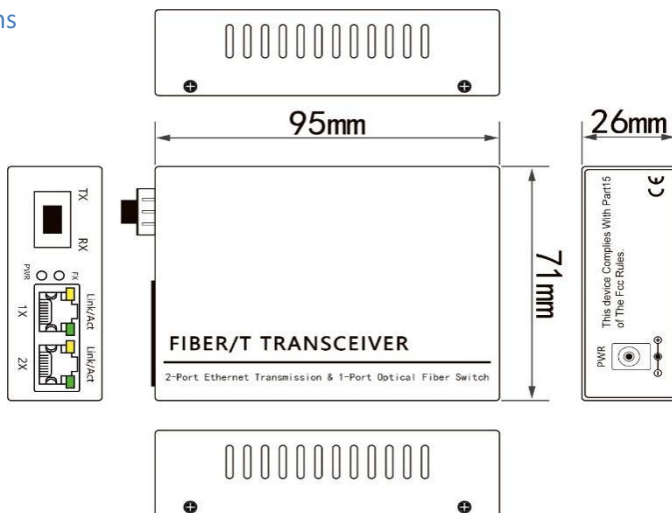 ns
95mm
26mm
TX
RX
PWR
FX
Link/Act
1X
Link/Act
2X
71mm
FIBER/T TRANSCEIVER
2-Port Ethernet Transmission & 1-Port Optical Fiber Switch
CE
This device Complies With Part15
of The Fcc Rules.
PWR